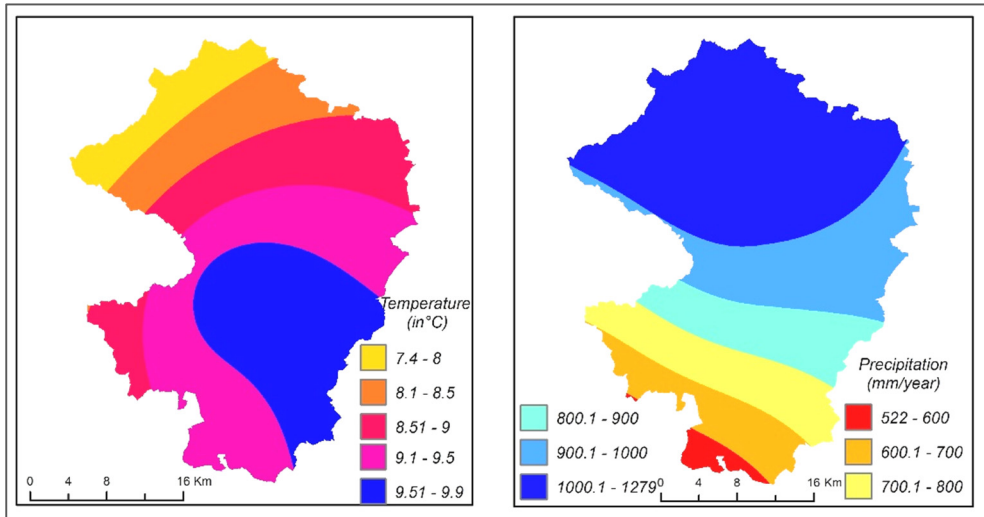 Temperature
(in°C)
7.4 - 8
8.1 - 8.5
8.51 - 9
9.1 - 9.5
9.51 - 9.9
0 4 8 16 Km
Precipitation
(mm/year)
800.1 - 900
900.1 - 1000
1000.1 - 1279
522 - 600
600.1 - 700
700.1 - 800
0 4 8 16 Km